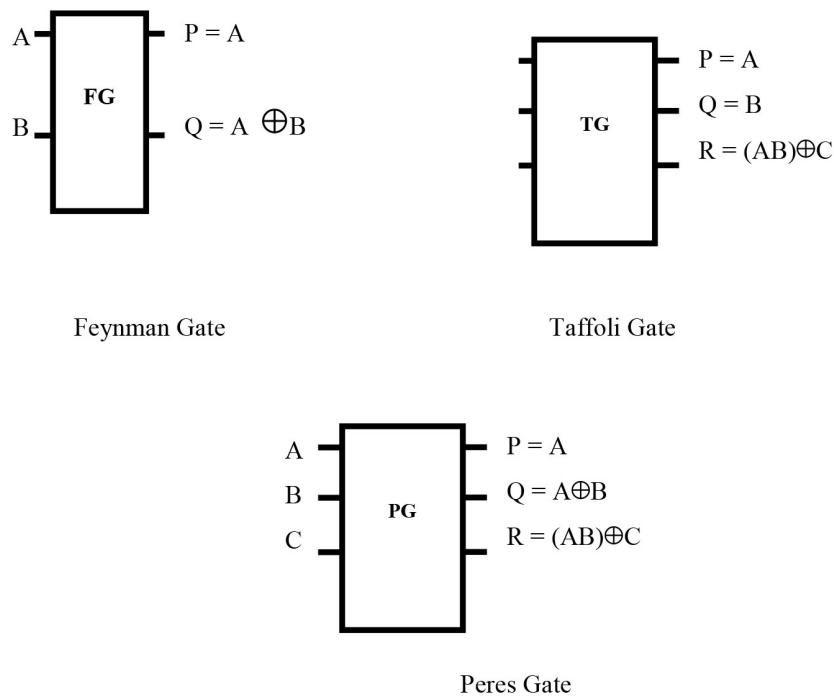 A
P = A
FG
B
Q = A ⊕B
P = A
Q = B
TG
R = (AB)⊕C
Feynman Gate
Taffoli Gate
A
P = A
B
Q = A⊕B
PG
C
R = (AB)⊕C
Peres Gate